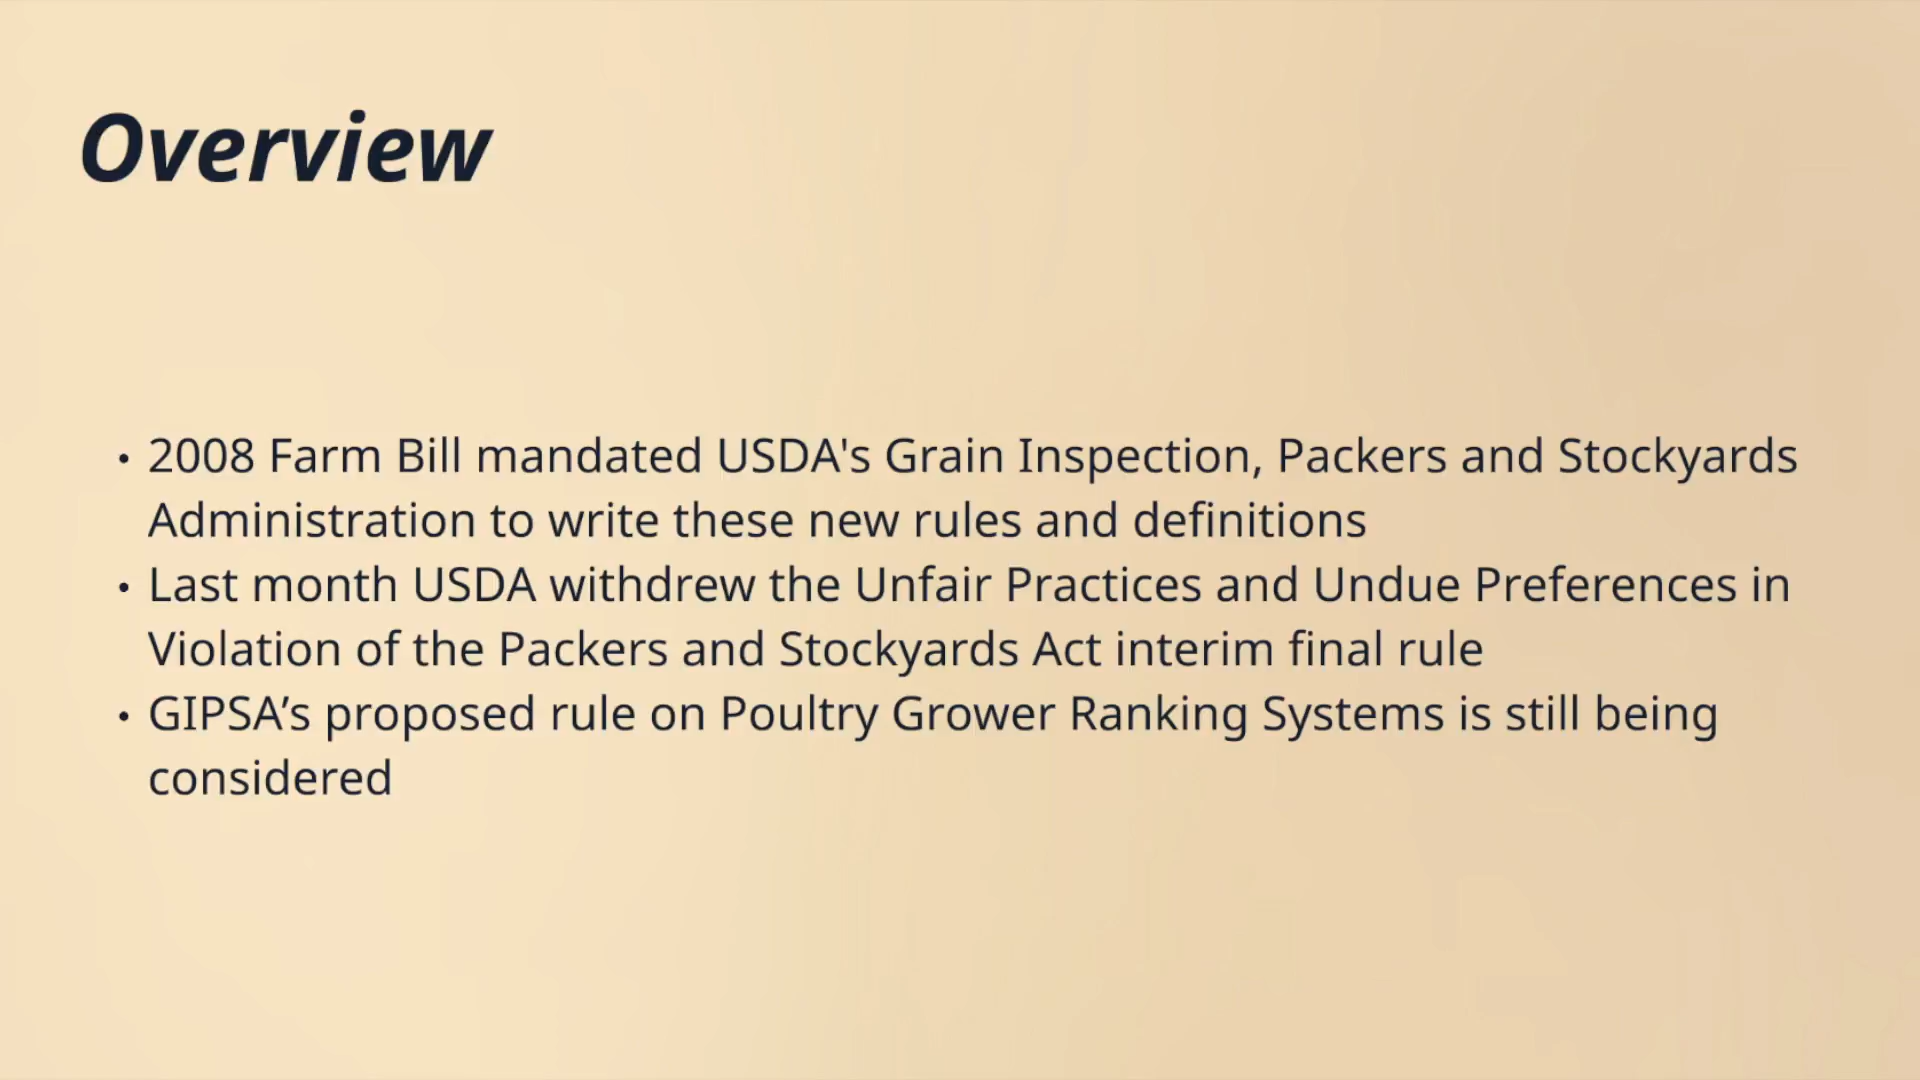 Overview
• 2008 Farm Bill mandated USDA's Grain Inspection, Packers and Stockyards
Administration to write these new rules and definitions
• Last month USDA withdrew the Unfair Practices and Undue Preferences in
Violation of the Packers and Stockyards Act interim final rule
• GIPSA’s proposed rule on Poultry Grower Ranking Systems is still being
considered